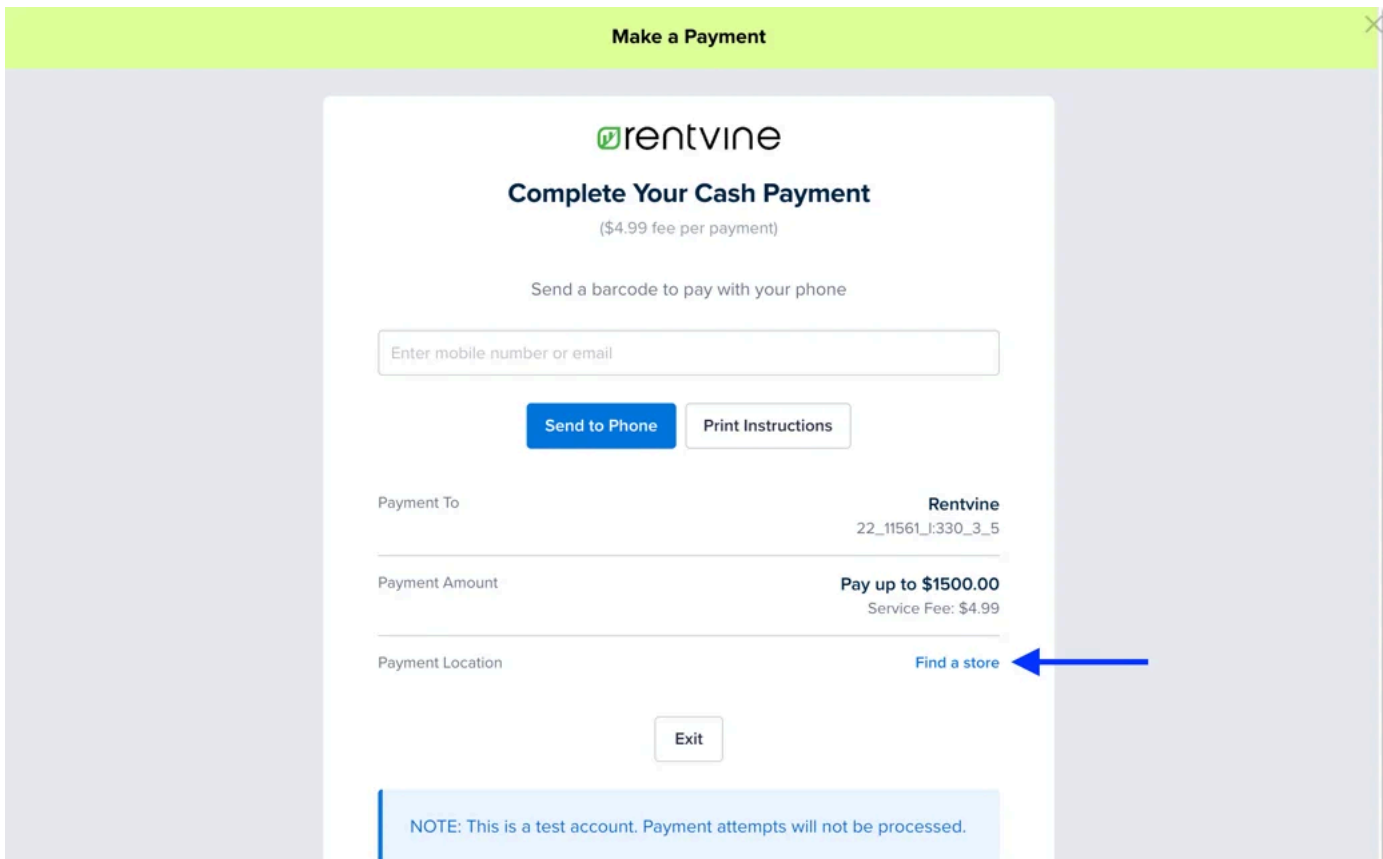 Make a Payment
rentvine
Complete Your Cash Payment
($4.99 fee per payment)
Send a barcode to pay with your phone
Enter mobile number or email
Send to Phone Print Instructions
Payment To Rentvine
22_11561_l:330_3_5
Payment Amount Pay up to $1500.00
Service Fee: $4.99
Payment Location Find a store
Exit
NOTE: This is a test account. Payment attempts will not be processed.